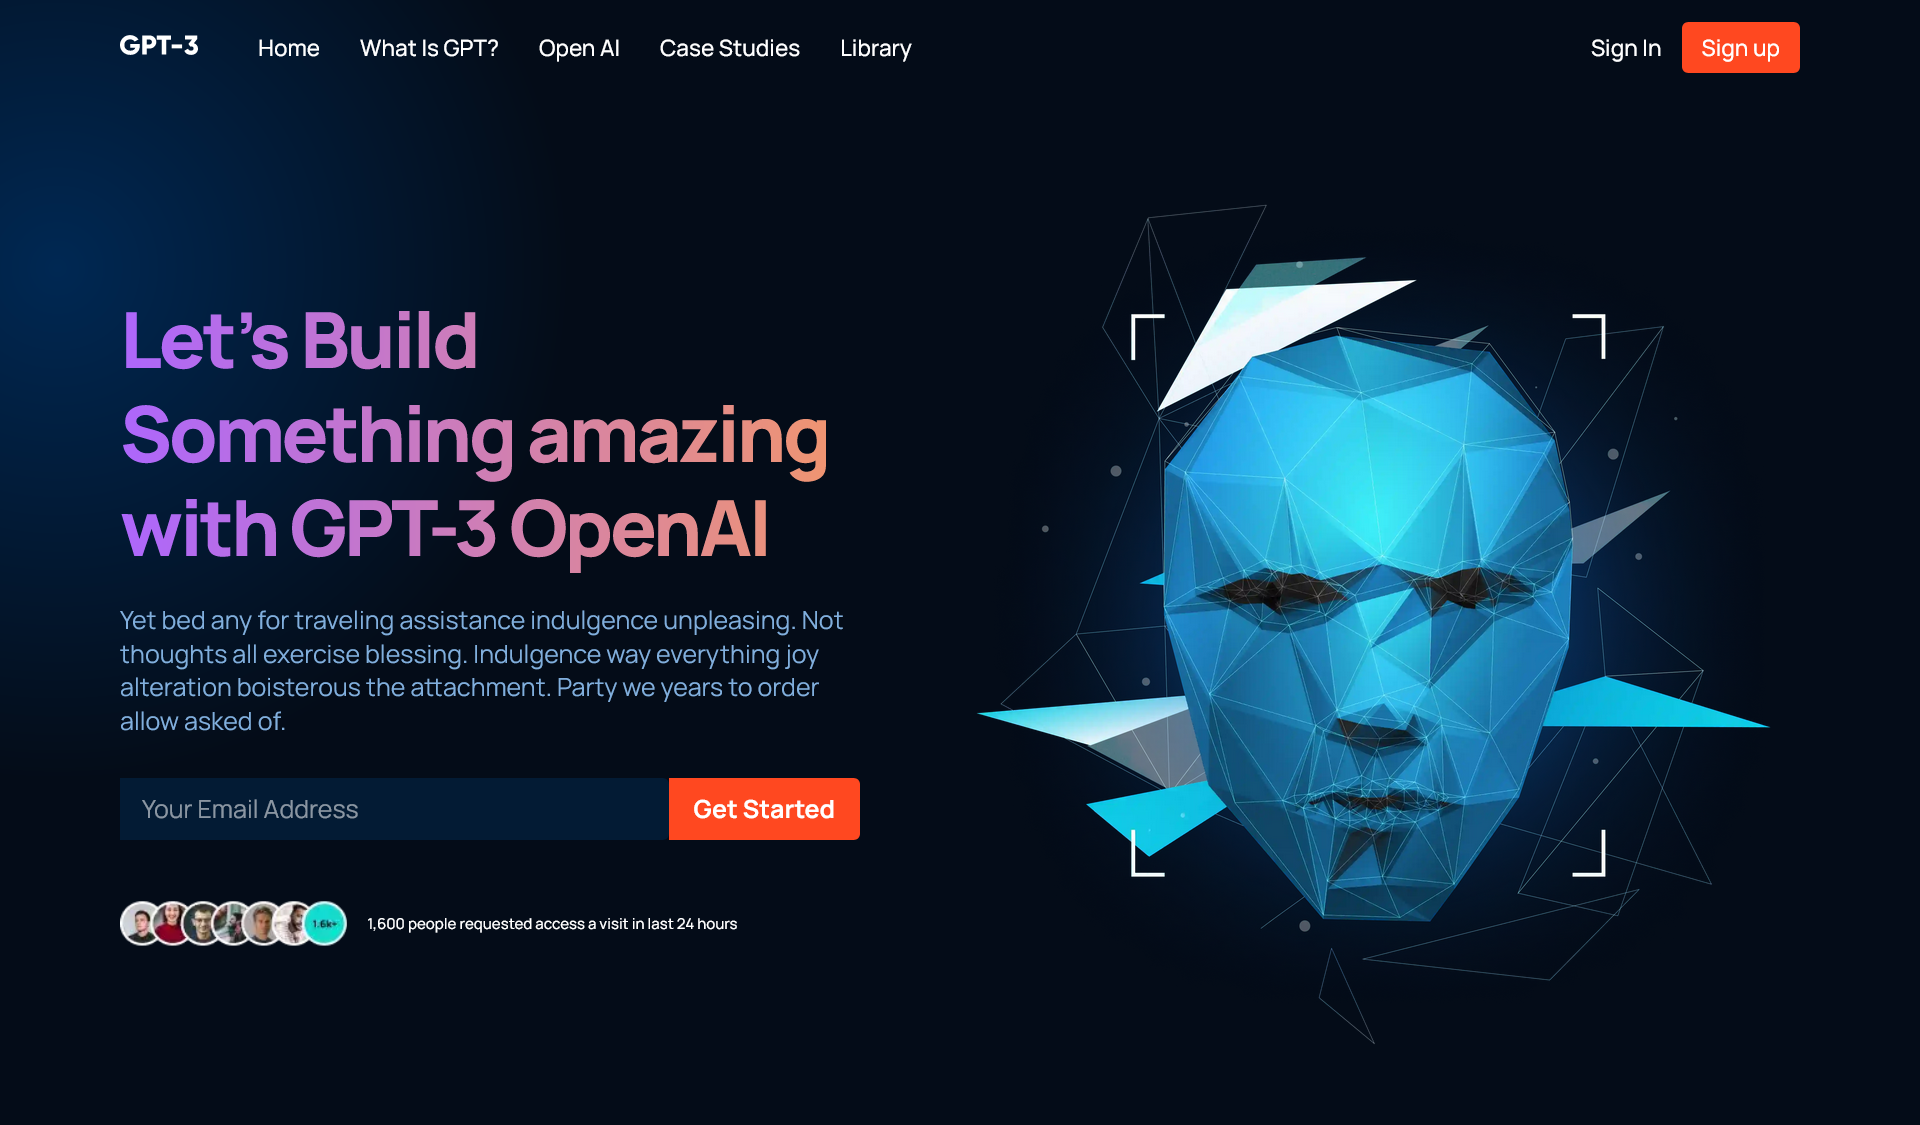 GPT-3
Home
What Is GPT?
Open AI
Case Studies
Library
Sign In
Sign up
Let's Build
Something amazing
with GPT-3 OpenAI
Yet bed any for traveling assistance indulgence unpleasing. Not
thoughts all exercise blessing. Indulgence way everything joy
alteration boisterous the attachment. Party we years to order
allow asked of.
Your Email Address
Get Started
1.6k+
1,600 people requested access a visit in last 24 hours